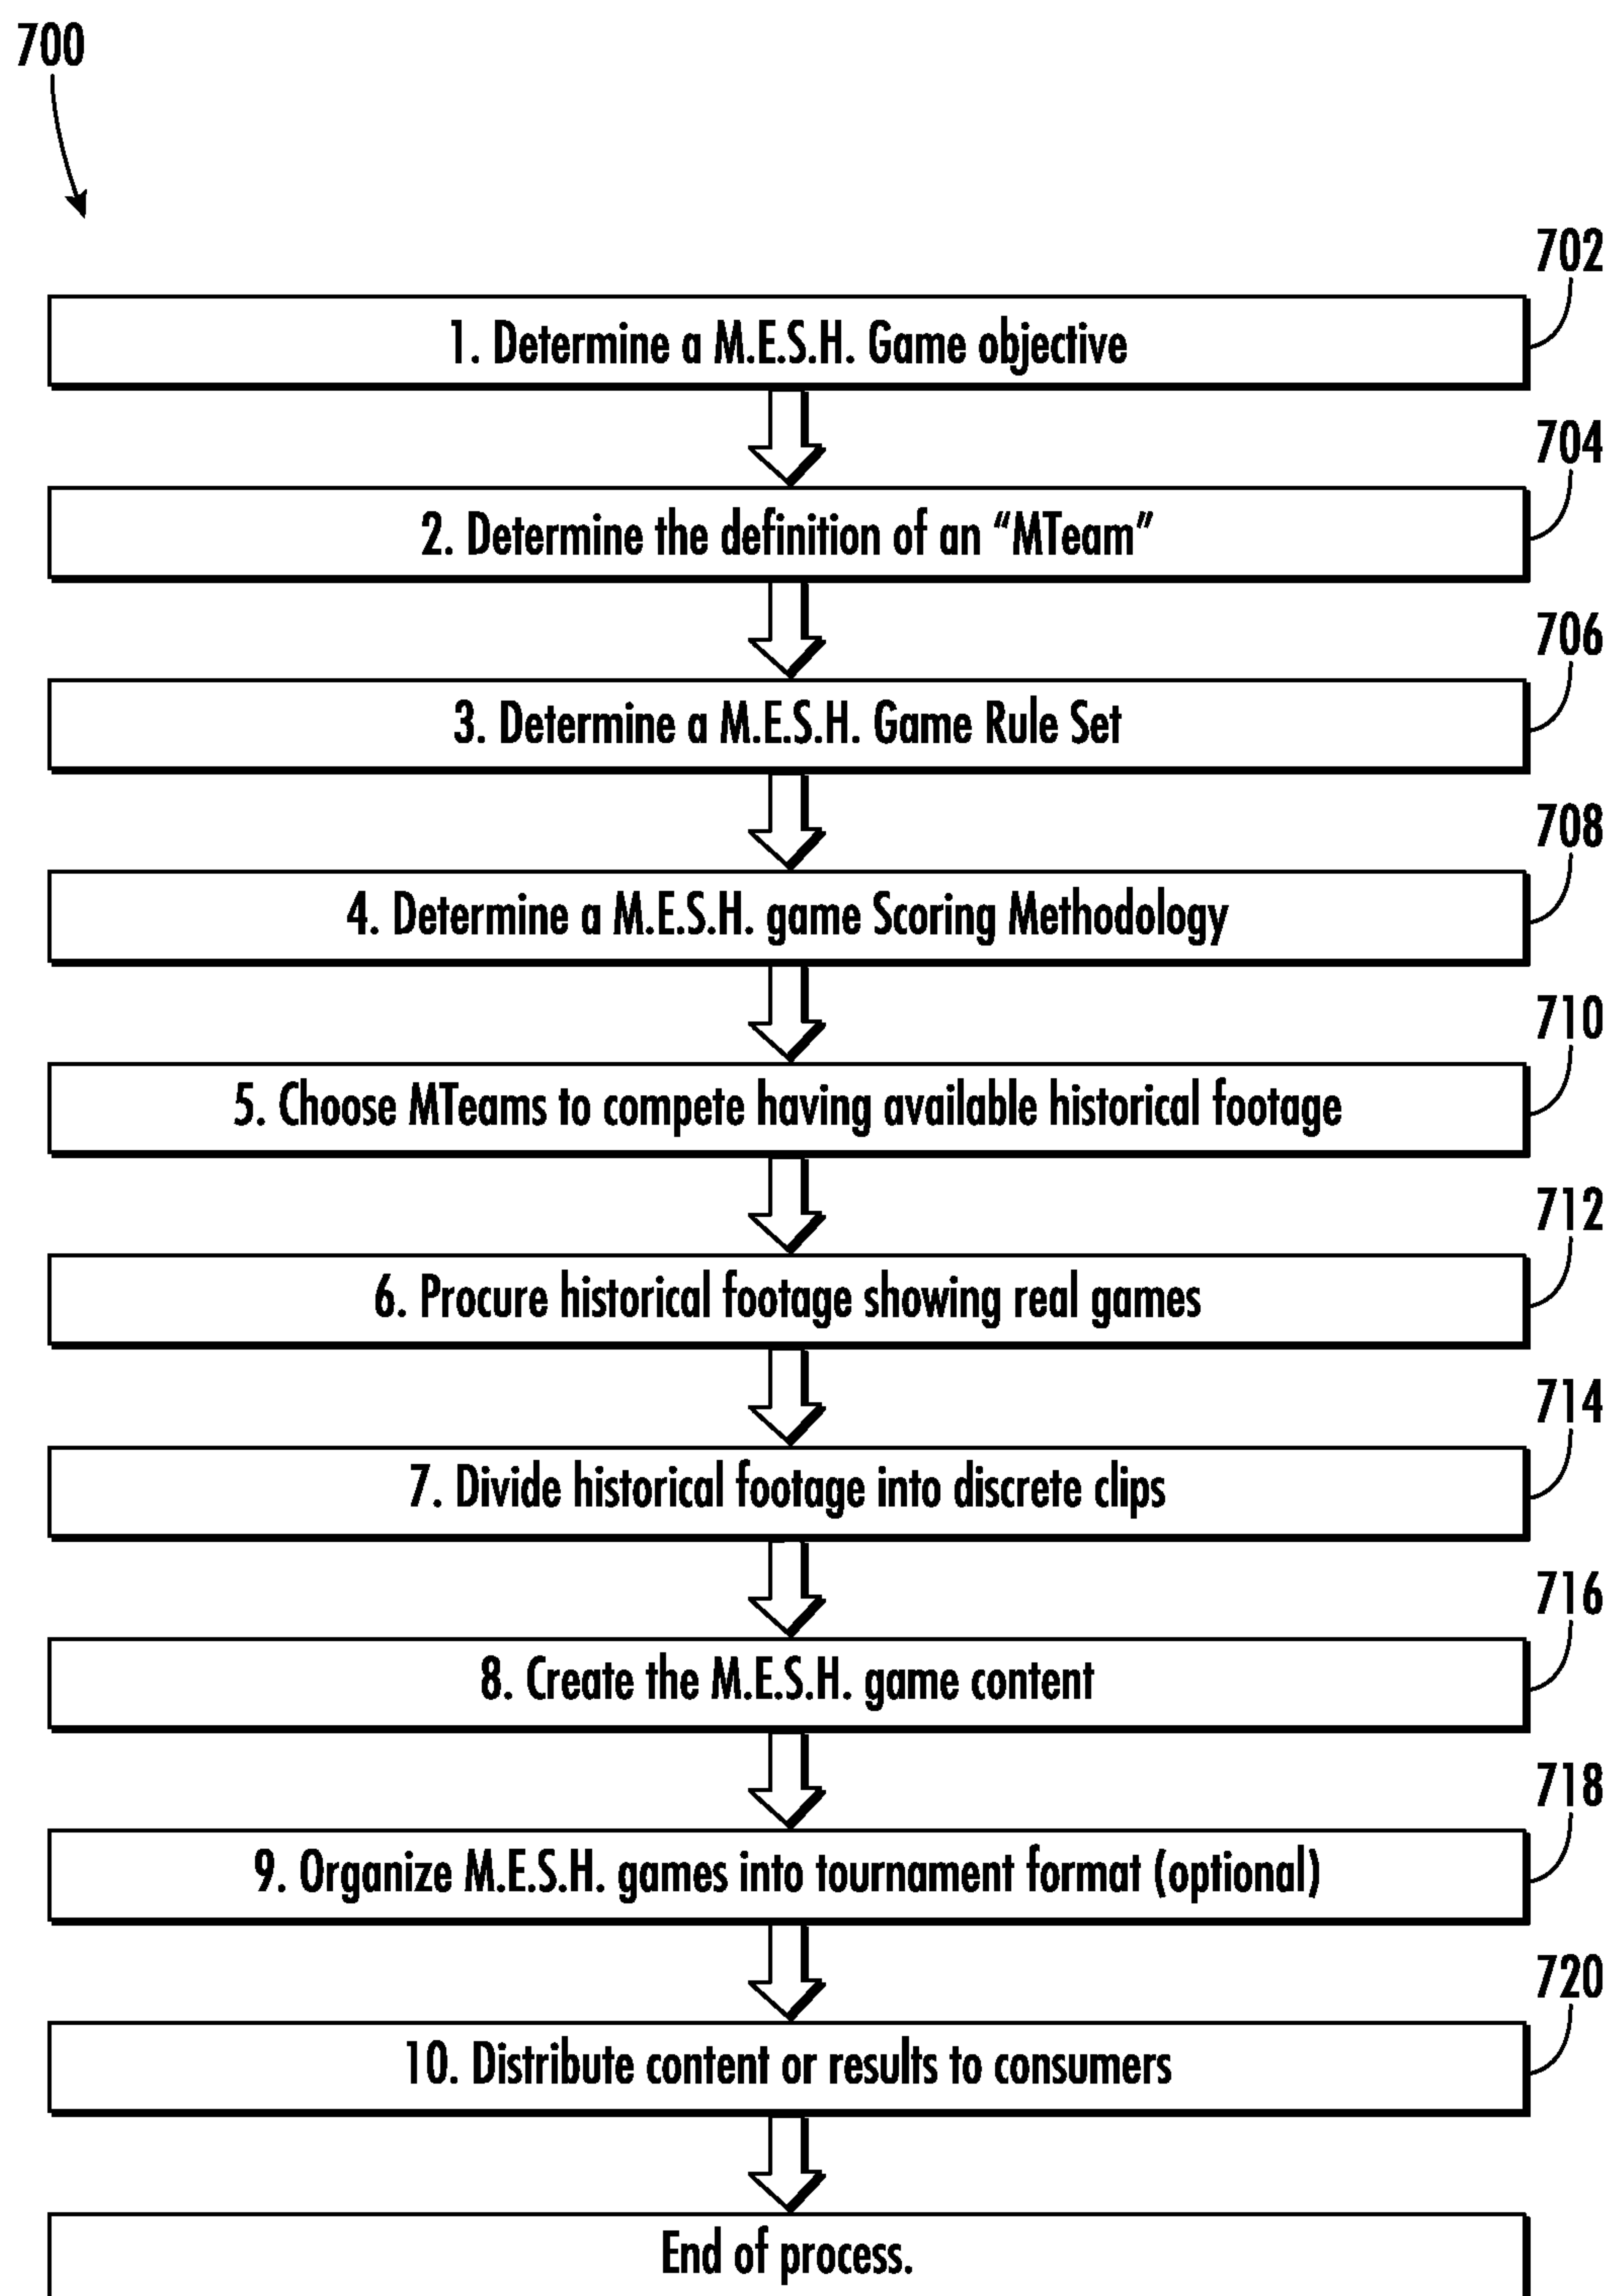 700
702
1. Determine a M.E.S.H. Game objective
704
2. Determine the definition of an “MTeam”
706
3. Determine a M.E.S.H. Game Rule Set
708
4. Determine a M.E.S.H. game Scoring Methodology
710
5. Choose MTeams to compete having available historical footage
712
6. Procure historical footage showing real games
714
7. Divide historical footage into discrete clips
716
8. Create the M.E.S.H. game content
718
9. Organize M.E.S.H. games into tournament format (optional)
720
10. Distribute content or results to consumers
End of process.